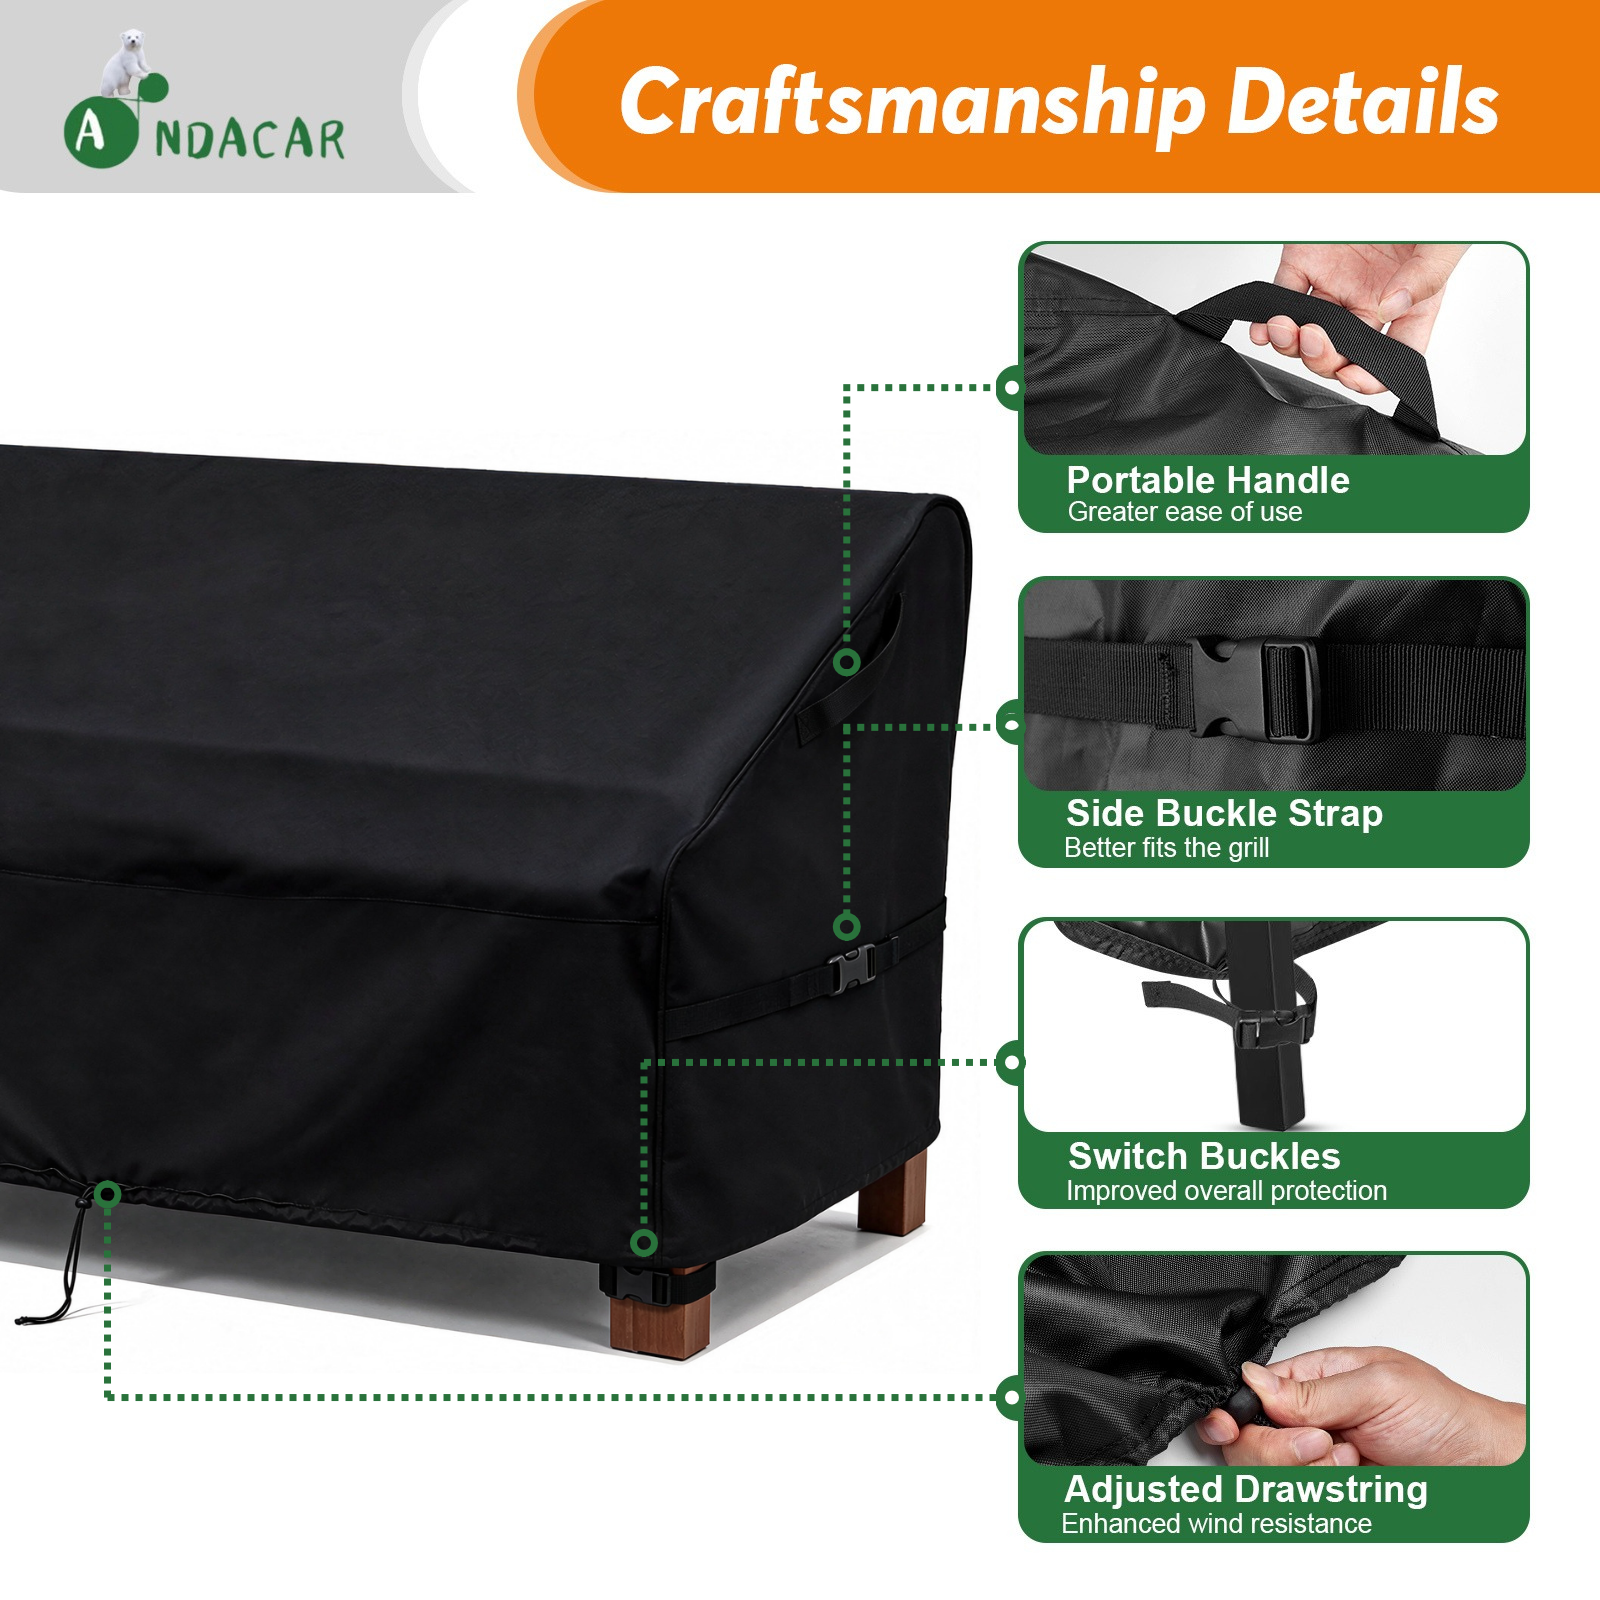 ANDACAR
Craftsmanship Details
Portable Handle
Greater ease of use
Side Buckle Strap
Better fits the grill
Switch Buckles
Improved overall protection
Adjusted Drawstring
Enhanced wind resistance